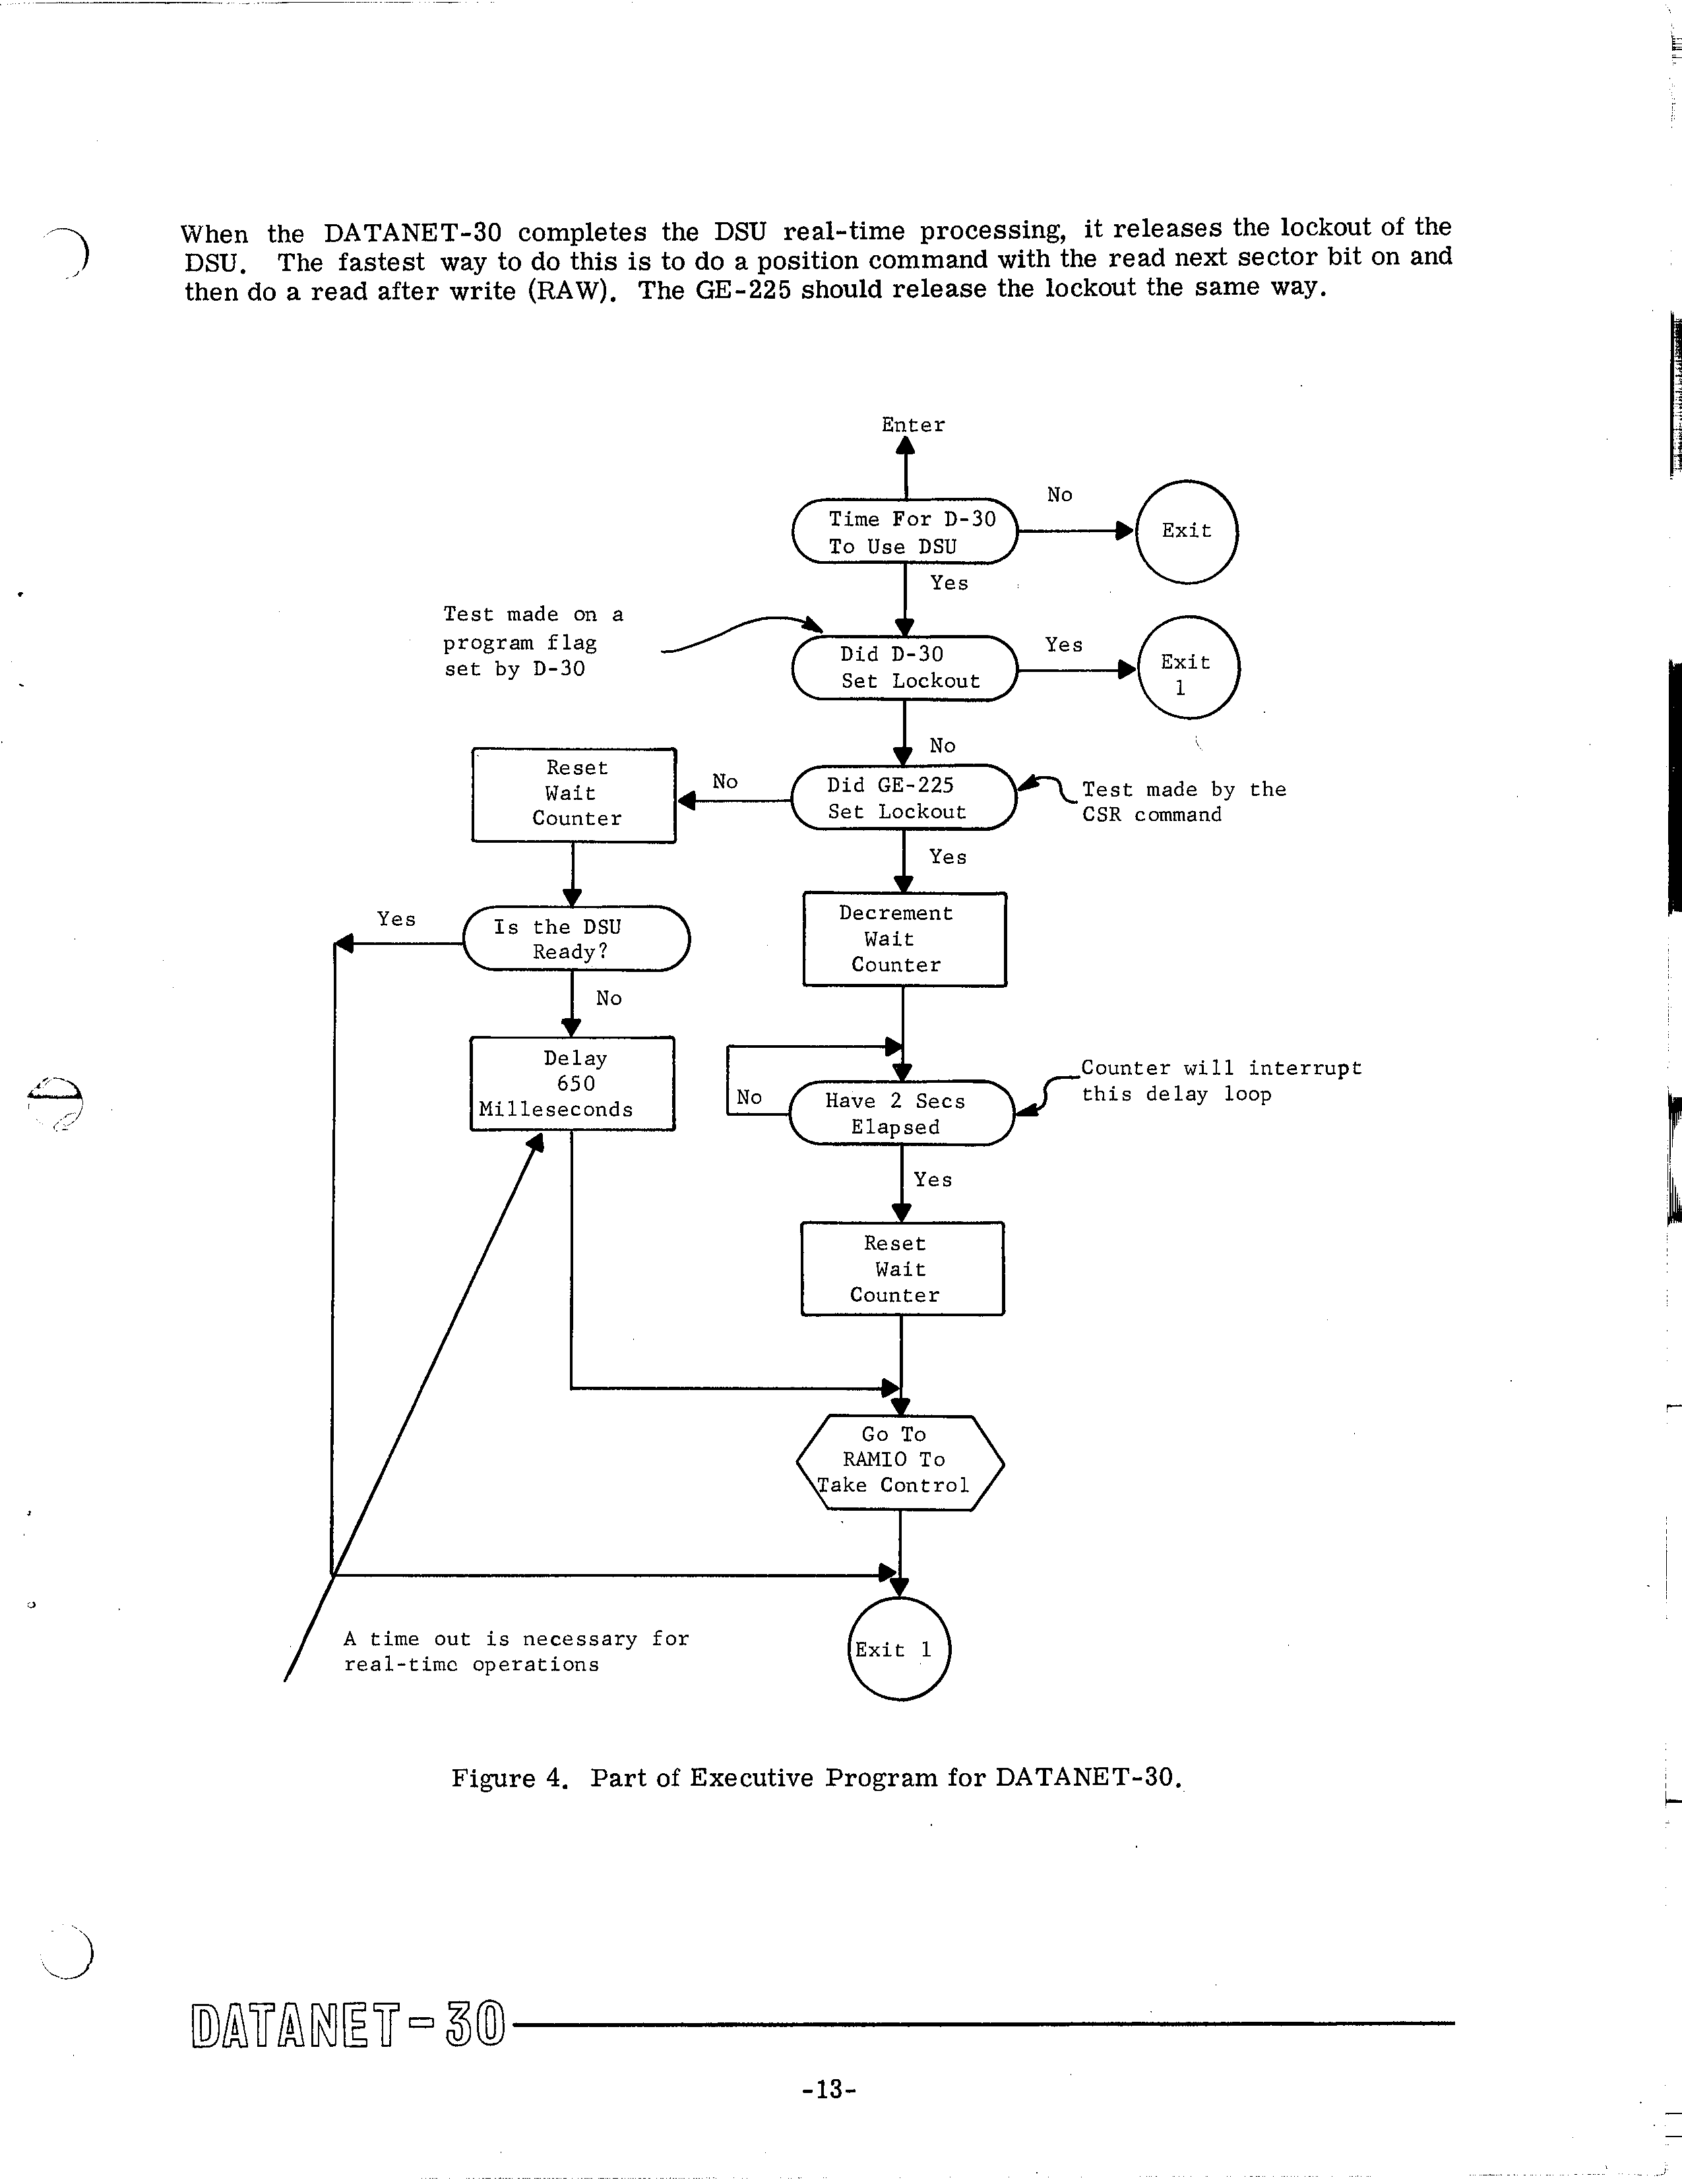 When the DATANET-30 completes the DSU real-time processing, it releases the lockout of the
DSU. The fastest way to do this is to do a position command with the read next sector bit on and
then do a read after write (RAW). The GE-225 should release the lockout the same way.
Enter
Time For D-30
To Use DSU
No
Exit
Yes
Test made on a
program flag
set by D-30
Did D-30
Set Lockout
Yes
Exit
1
No
Reset
Wait
Counter
No
Did GE-225
Set Lockout
Test made by the
CSR command
Yes
Yes
Is the DSU
Ready?
Decrement
Wait
Counter
No
Delay
650
Milleseconds
No
Have 2 Secs
Elapsed
Counter will interrupt
this delay loop
Yes
Reset
Wait
Counter
Go To
RAMIO To
Take Control
A time out is necessary for
real-time operations
Exit 1
Figure 4. Part of Executive Program for DATANET-30.
DATANET-30
-13-